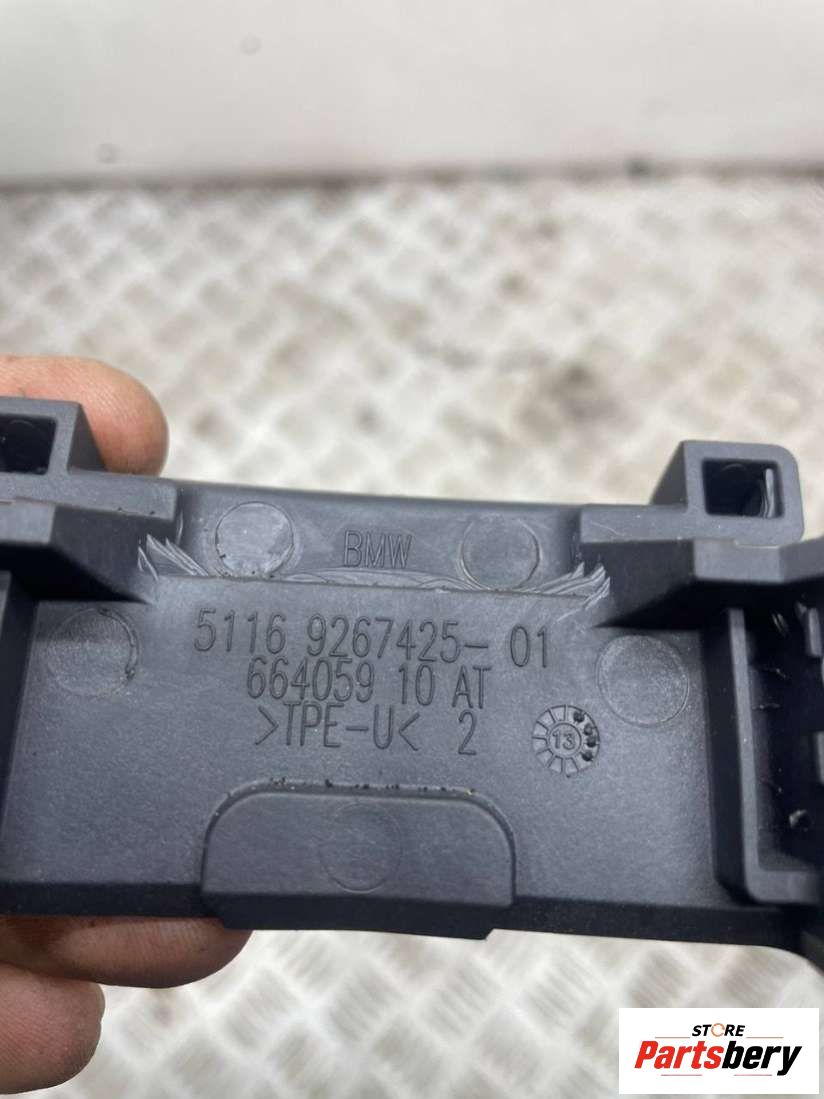 BMW
5116 9267425-01
664059 10 AT
>TPE-U< 2
13
STORE
Partsbery